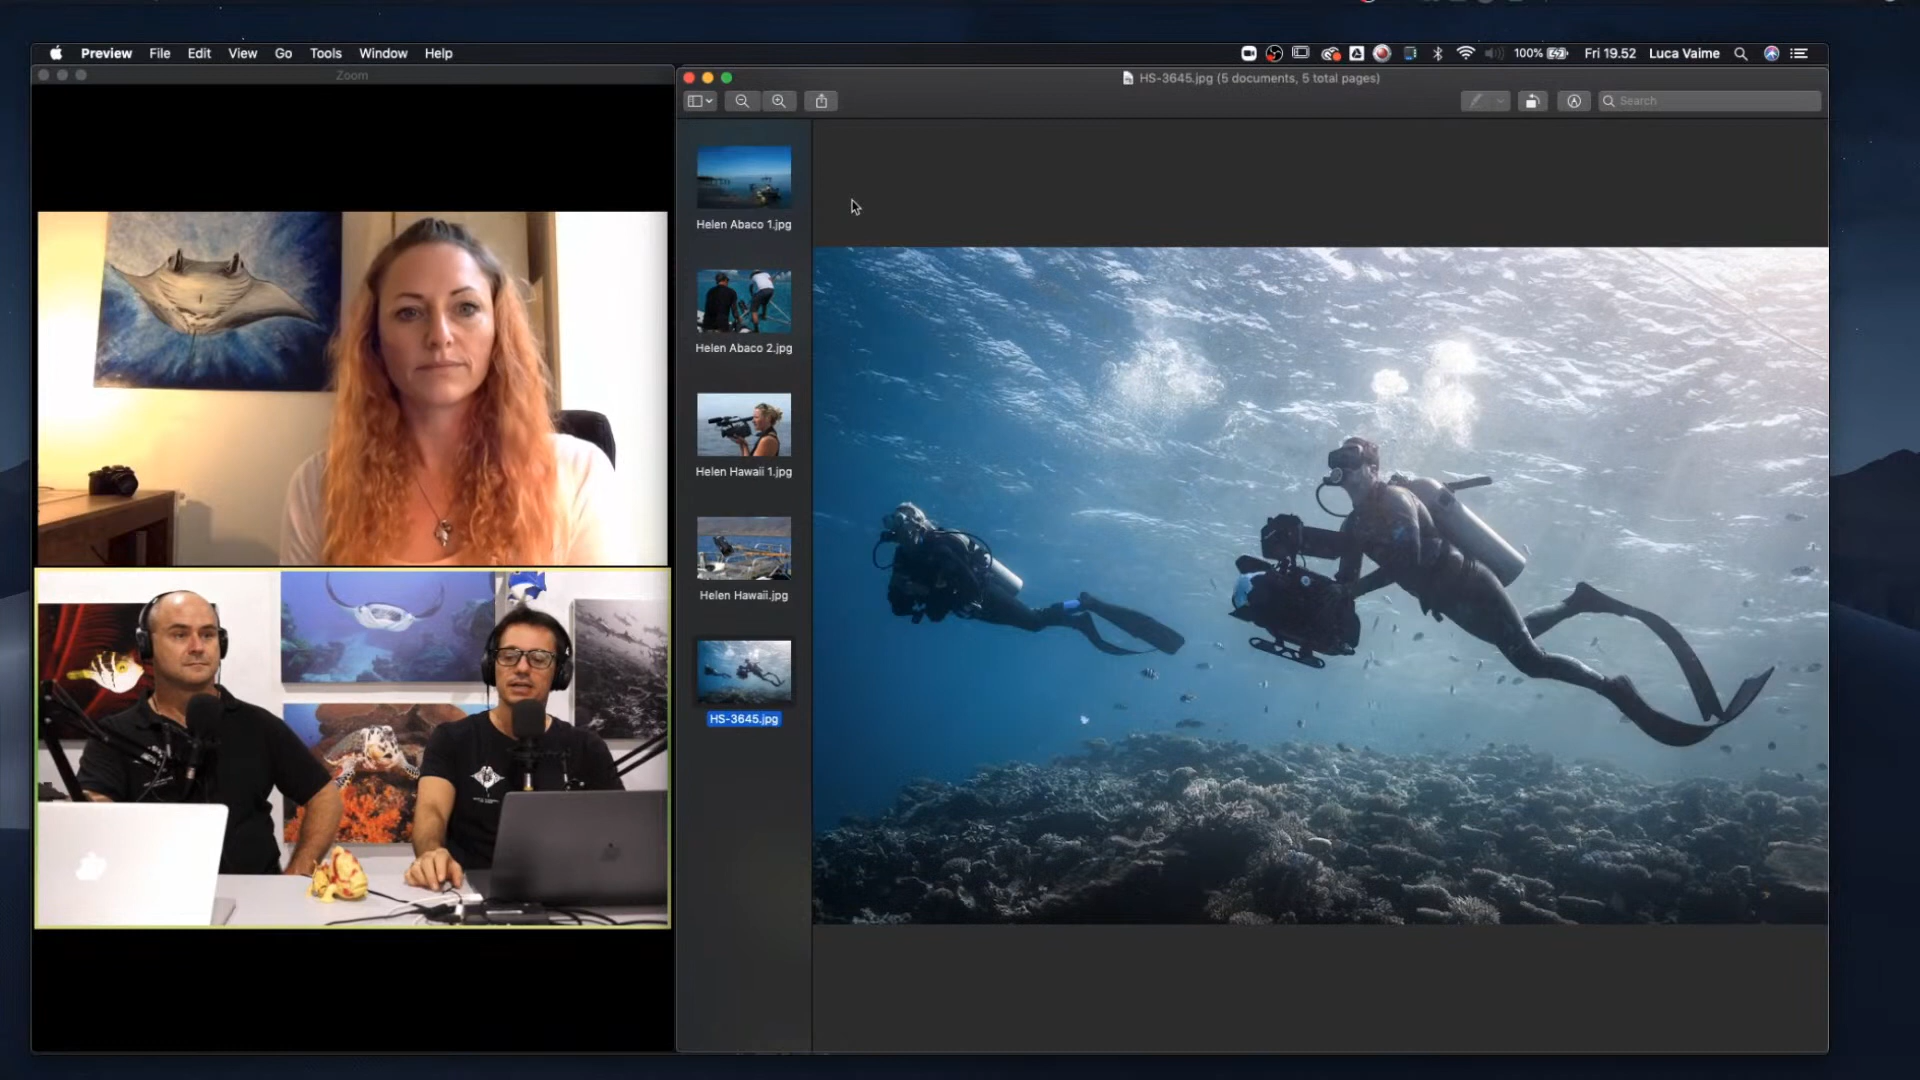 Preview File Edit View Go Tools Window Help
100% Fri 19.52 Luca Vaime
Zoom
HS-3645.jpg (5 documents, 5 total pages)
Search
Helen Abaco 1.jpg
Helen Abaco 2.jpg
Helen Hawaii 1.jpg
Helen Hawaii.jpg
HS-3645.jpg